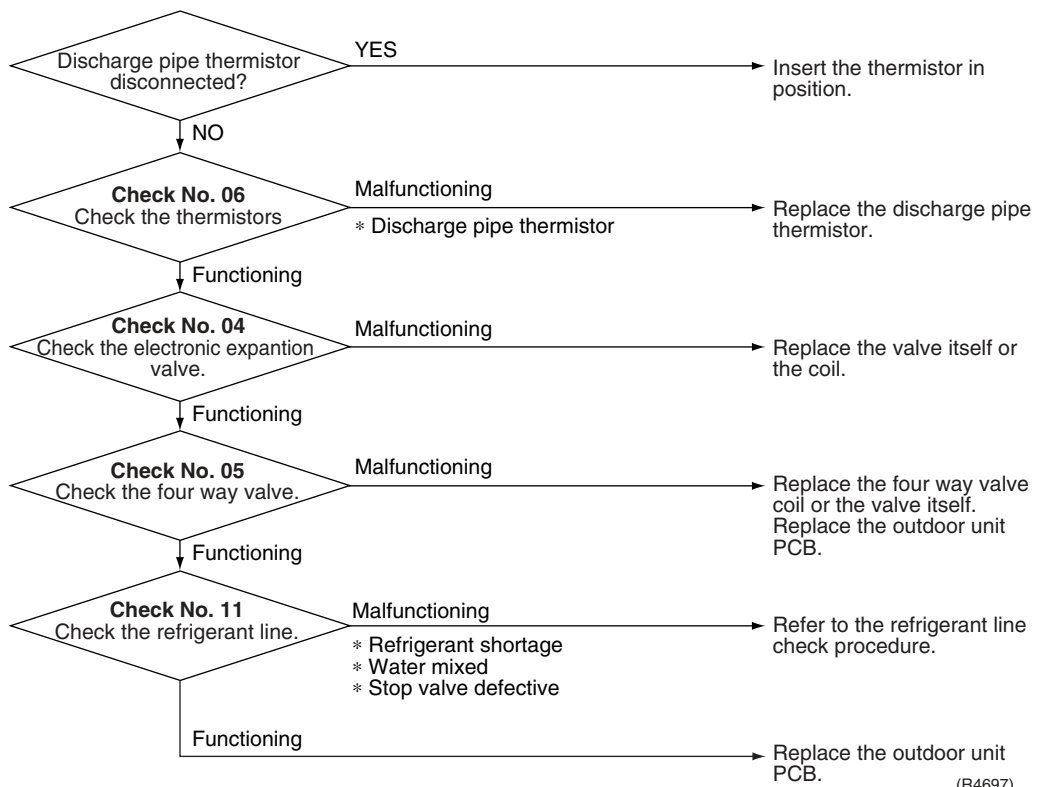 Discharge pipe thermistor
disconnected?
YES
Insert the thermistor in
position.
NO
Check No. 06
Check the thermistors
Malfunctioning
∗ Discharge pipe thermistor
Replace the discharge pipe
thermistor.
Functioning
Check No. 04
Check the electronic expantion
valve.
Malfunctioning
Replace the valve itself or
the coil.
Functioning
Check No. 05
Check the four way valve.
Malfunctioning
Replace the four way valve
coil or the valve itself.
Replace the outdoor unit
PCB.
Functioning
Check No. 11
Check the refrigerant line.
Malfunctioning
∗ Refrigerant shortage
∗ Water mixed
∗ Stop valve defective
Refer to the refrigerant line
check procedure.
Functioning
Replace the outdoor unit
PCB.
(R4697)